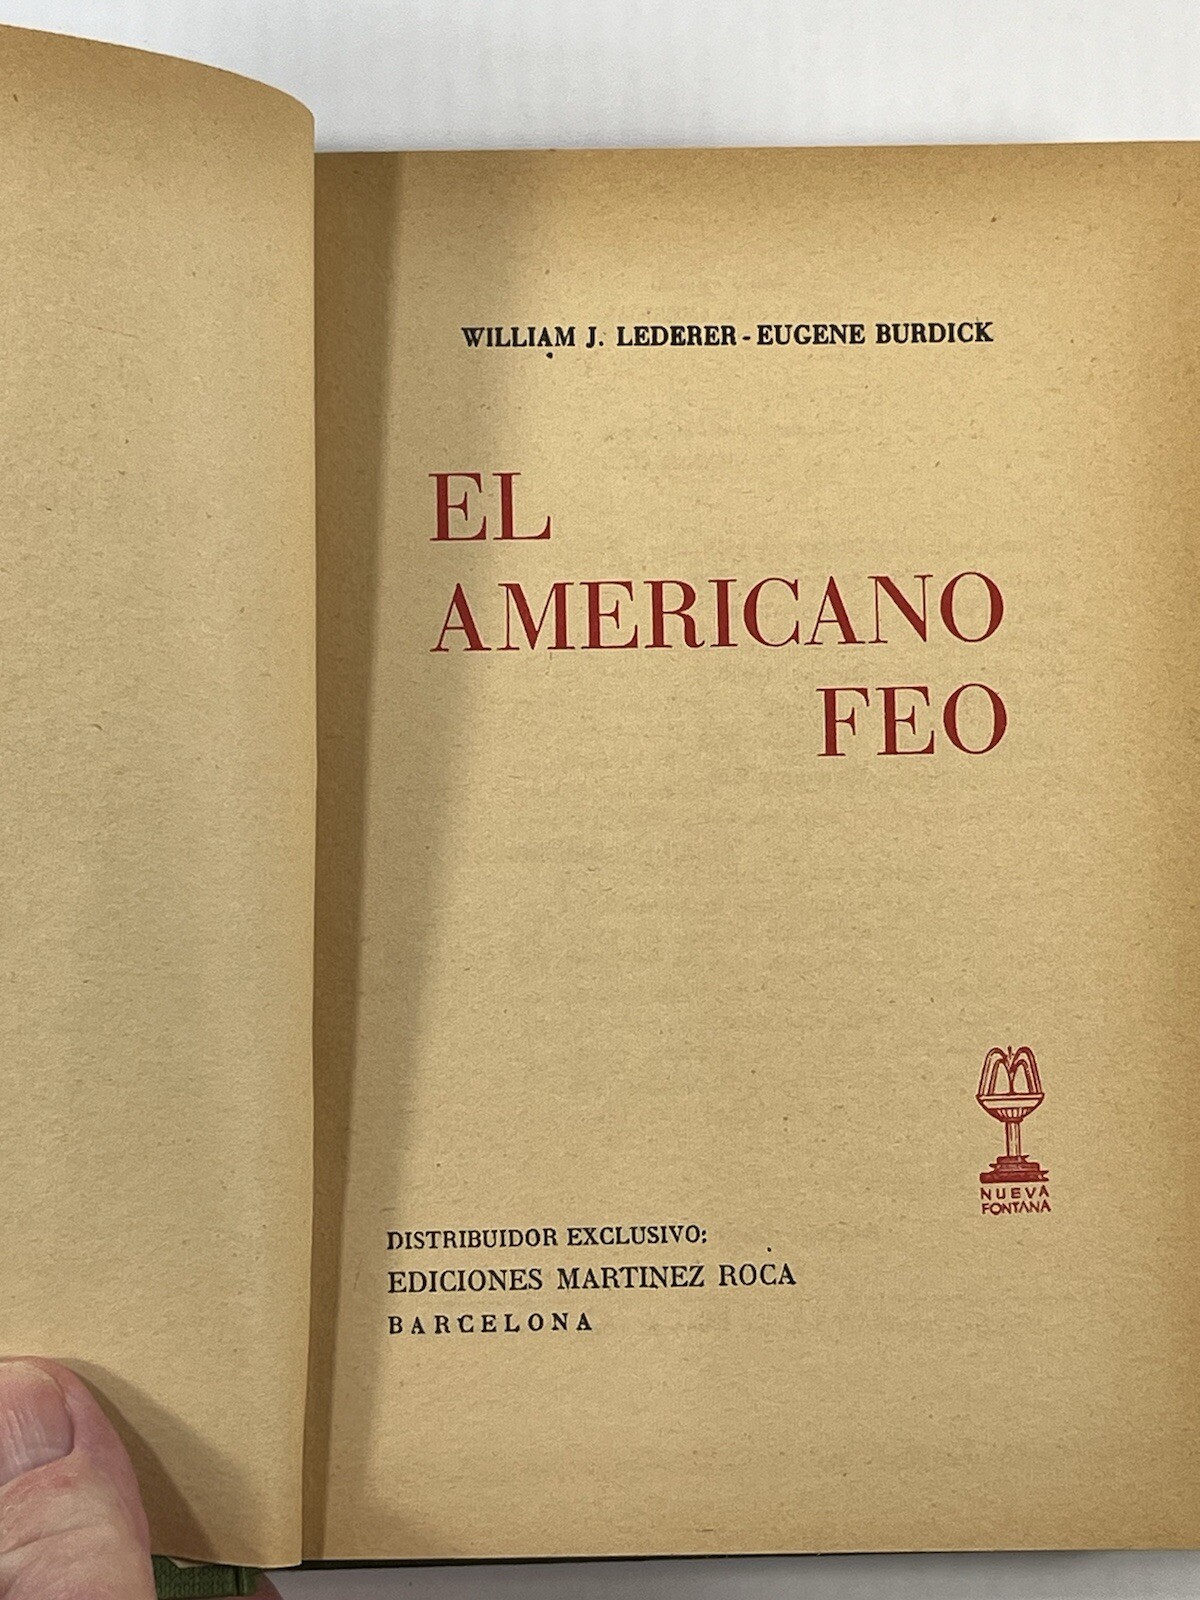 WILLIAM J. LEDERER - EUGENE BURDICK
EL
AMERICANO
FEO
NUEVA
FONTANA
DISTRIBUIDOR EXCLUSIVO:
EDICIONES MARTINEZ ROCA
BARCELONA